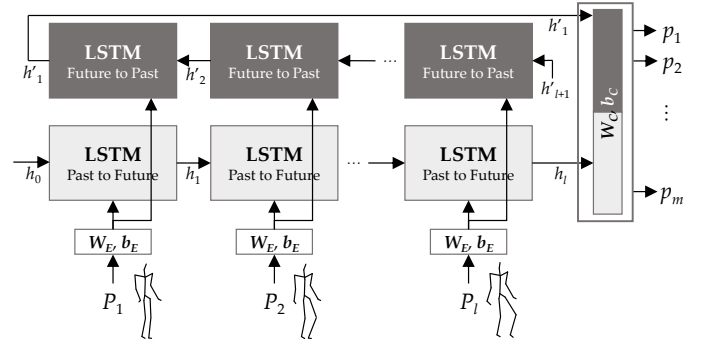 h'1
p1
LSTM
Future to Past
LSTM
Future to Past
LSTM
Future to Past
h'1
h'2
...
...
h'l+1
p2
WC, bC
⋮
LSTM
Past to Future
LSTM
Past to Future
LSTM
Past to Future
h0
h1
...
hl
pm
WE, bE
WE, bE
WE, bE
P1
P2
Pl